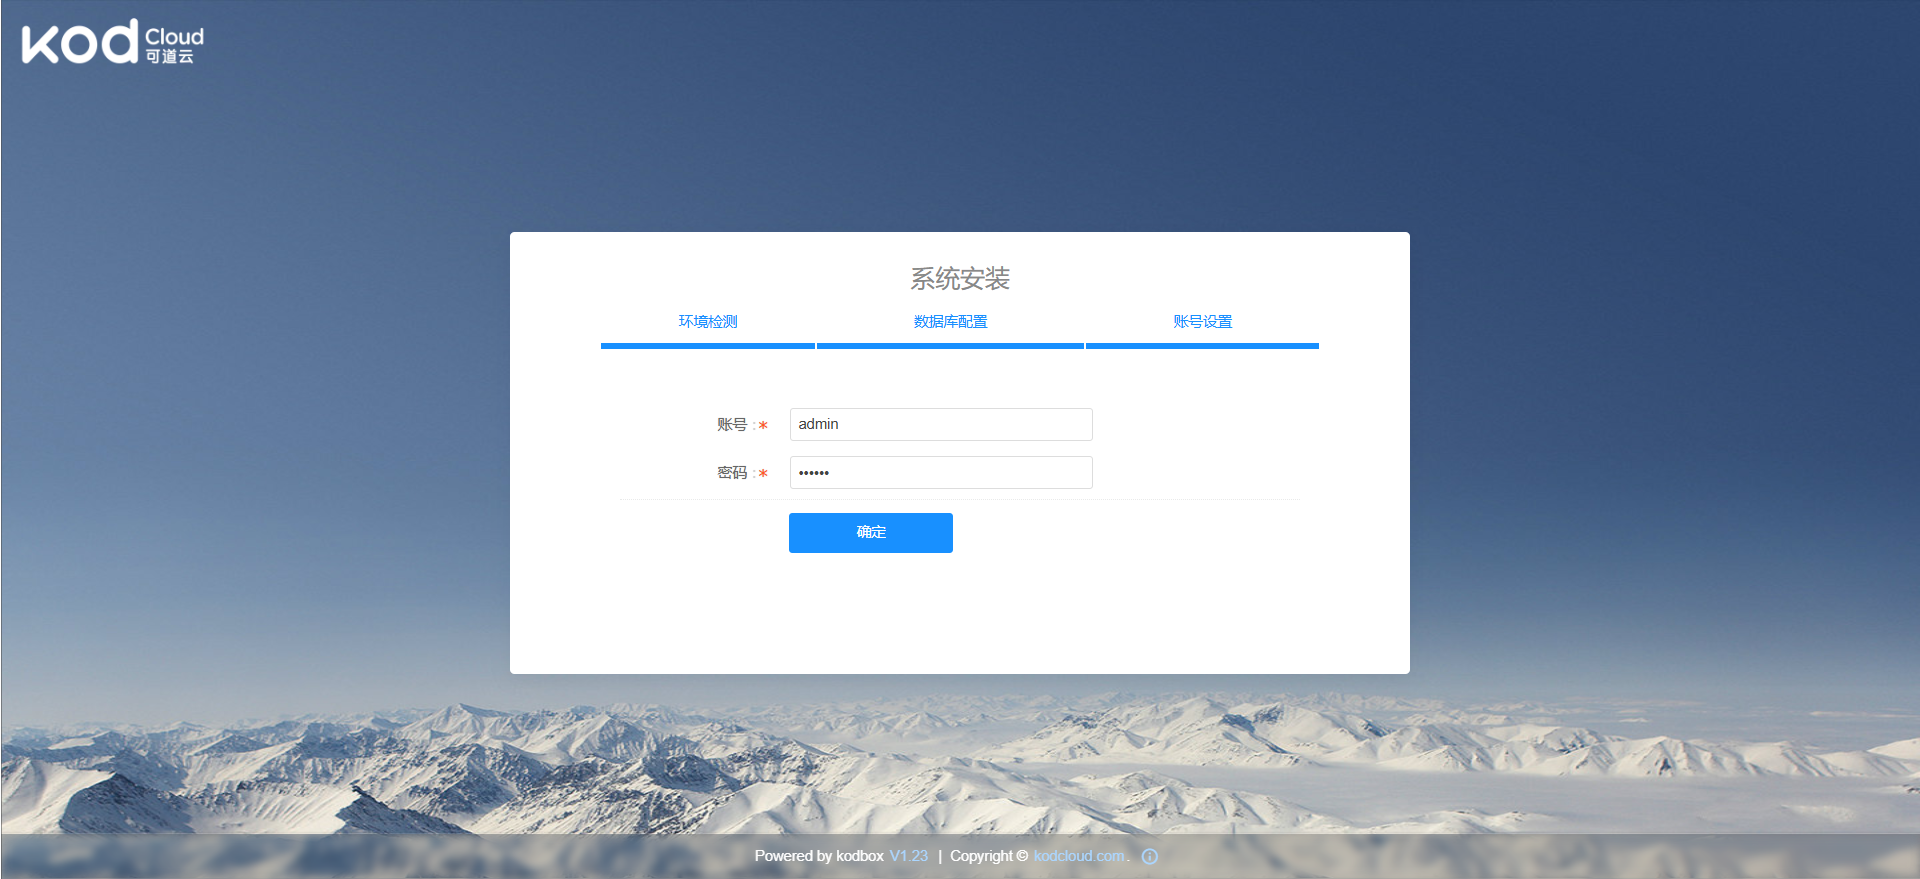 kod Cloud
可道云
系统安装
环境检测 数据库配置 账号设置
账号 :* admin
密码 :* ••••••
确定
Powered by kodbox V1.23 | Copyright © kodcloud.com.